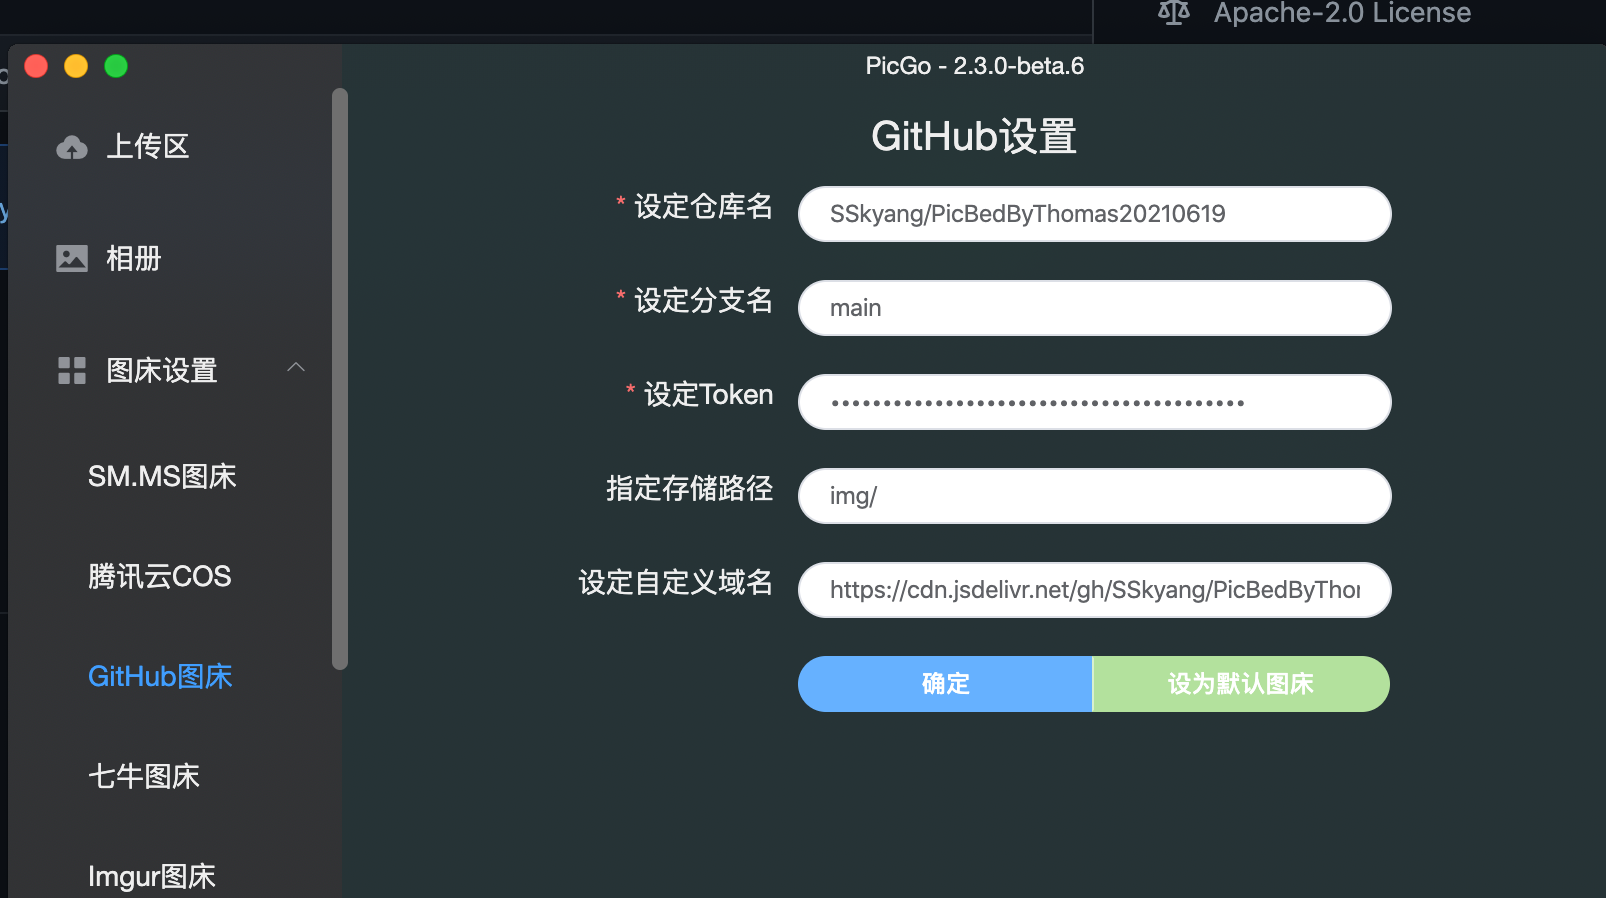 Apache-2.0 License
PicGo - 2.3.0-beta.6
上传区
相册
图床设置
SM.MS图床
腾讯云COS
GitHub图床
七牛图床
Imgur图床
GitHub设置
* 设定仓库名
SSkyang/PicBedByThomas20210619
* 设定分支名
main
* 设定Token
••••••••••••••••••••••••••••••••••••••••
指定存储路径
img/
设定自定义域名
https://cdn.jsdelivr.net/gh/SSkyang/PicBedByThor
确定
设为默认图床